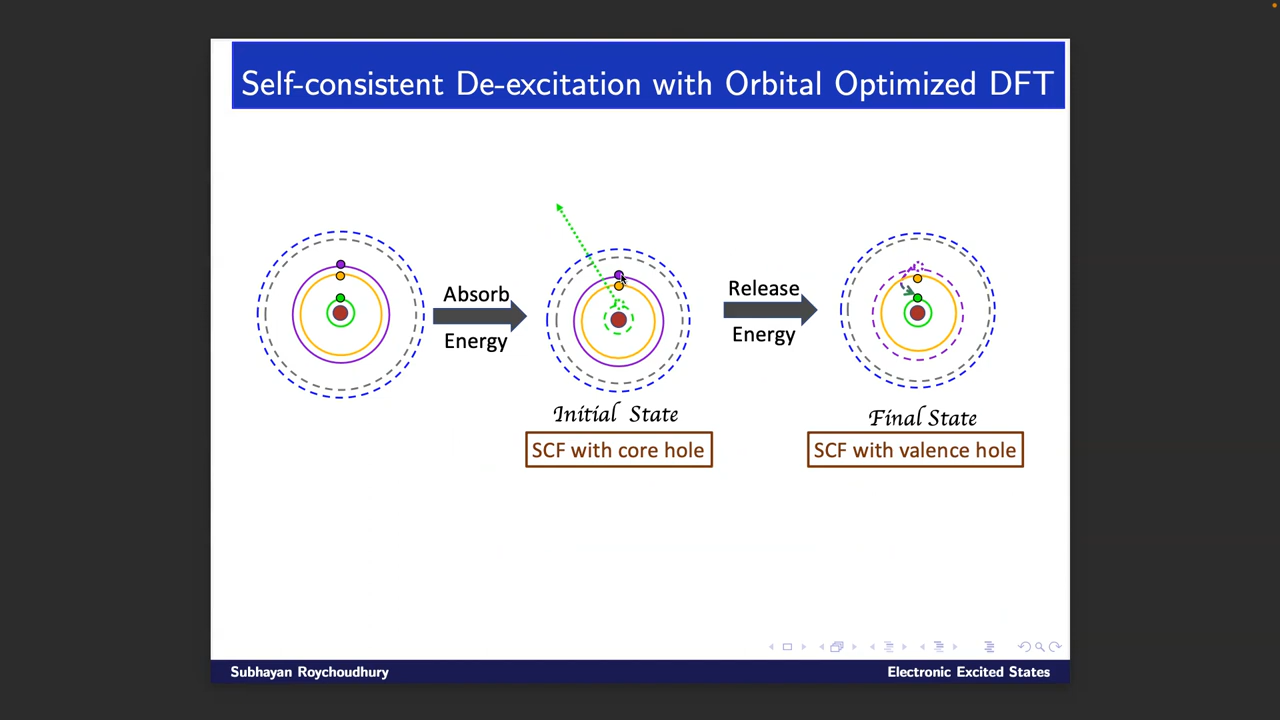 Self-consistent De-excitation with Orbital Optimized DFT
Absorb
Energy
Release
Energy
Initial State
SCF with core hole
Final State
SCF with valence hole
Subhayan Roychoudhury
Electronic Excited States